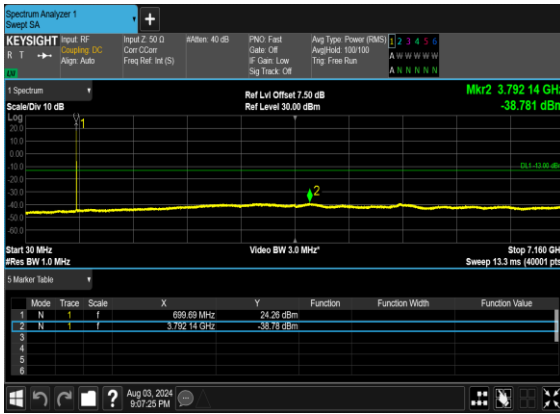 Spectrum Analyzer 1
Swept SA
+
KEYSIGHT Input: RF Input Z: 50 Ω #Atten: 40 dB PNO: Fast Avg Type: Power (RMS) 1 2 3 4 5 6
R T Coupling: DC Corr CCorr Gate: Off Avg|Hold: 100/100 A W W W W W
Align: Auto Freq Ref: Int (S) IF Gain: Low Trig: Free Run
LXI Sig Track: Off A N N N N N
1 Spectrum Ref Lvl Offset 7.50 dB Mkr2 3.792 14 GHz
Scale/Div 10 dB Ref Level 30.00 dBm -38.781 dBm
Log
1
20.0
10.0
0.00
-10.0 DL1 -13.00 dBm
-20.0
-30.0 2
-40.0
-50.0
-60.0
Start 30 MHz Video BW 3.0 MHz* Stop 7.160 GHz
#Res BW 1.0 MHz Sweep 13.3 ms (40001 pts)
5 Marker Table
Mode Trace Scale X Y Function Function Width Function Value
1 N 1 f 699.69 MHz 24.26 dBm
2 N 1 f 3.792 14 GHz -38.78 dBm
3
4
5
6
? Aug 03, 2024
9:07:25 PM